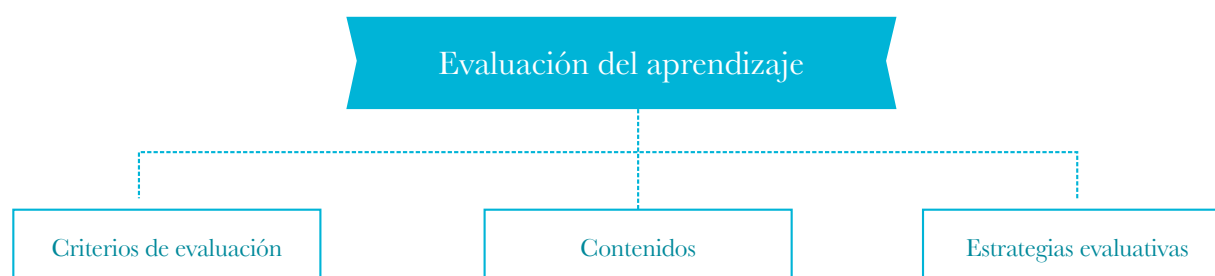 Evaluación del aprendizaje
Criterios de evaluación
Contenidos
Estrategias evaluativas